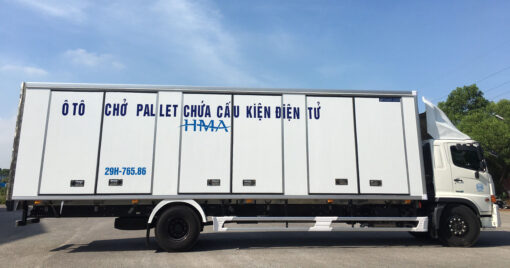 Ô TÔ CHỞ PALLET CHỨA CẤU KIỆN ĐIỆN TỬ
HMA
29H-765.86